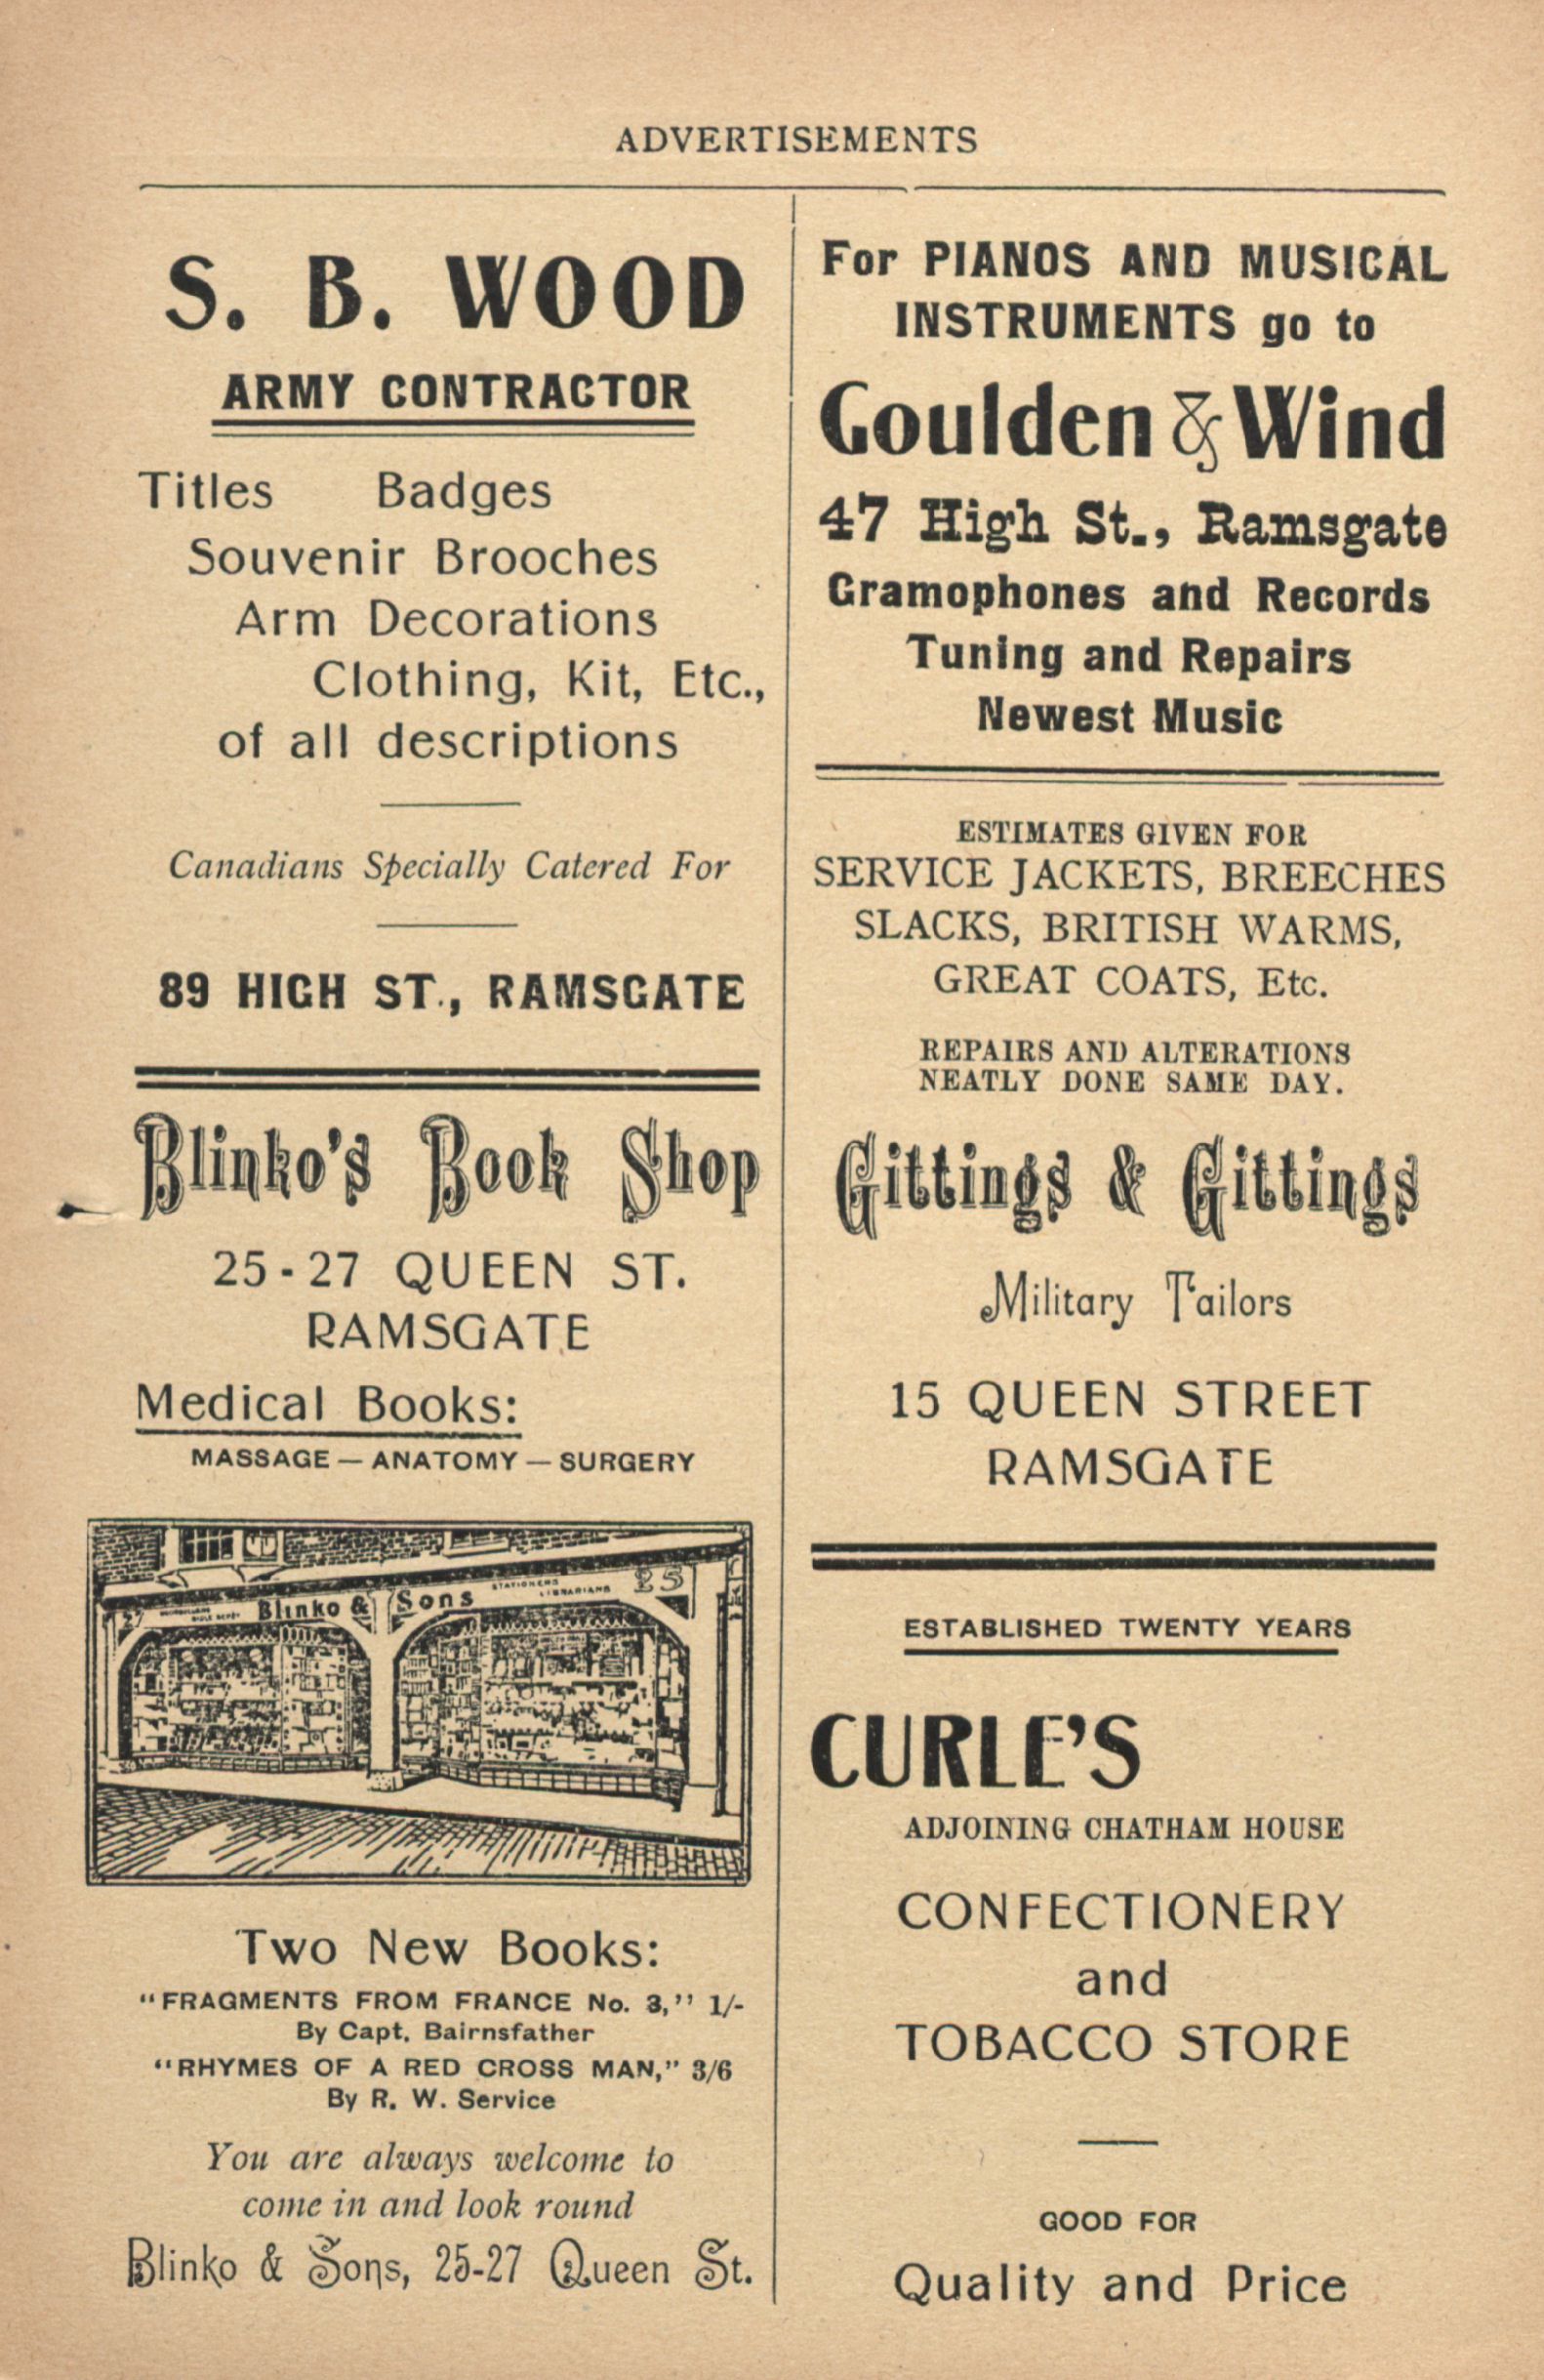 ADVERTISEMENTS
S. B. WOOD
ARMY CONTRACTOR
Titles Badges
Souvenir Brooches
Arm Decorations
Clothing, Kit, Etc.,
of all descriptions
Canadians Specially Catered For
89 HIGH ST., RAMSGATE
Blinko's Book Shop
25-27 QUEEN ST.
RAMSGATE
Medical Books:
MASSAGE — ANATOMY — SURGERY
27 Blinko & Sons STATIONERS LIBRARIANS 25
Two New Books:
"FRAGMENTS FROM FRANCE No. 3," 1/-
By Capt. Bairnsfather
"RHYMES OF A RED CROSS MAN," 3/6
By R. W. Service
You are always welcome to
come in and look round
Blinko & Sons, 25-27 Queen St.
For PIANOS AND MUSICAL
INSTRUMENTS go to
Goulden & Wind
47 High St., Ramsgate
Gramophones and Records
Tuning and Repairs
Newest Music
ESTIMATES GIVEN FOR
SERVICE JACKETS, BREECHES
SLACKS, BRITISH WARMS,
GREAT COATS, Etc.
REPAIRS AND ALTERATIONS
NEATLY DONE SAME DAY.
Gittings & Gittings
Military Tailors
15 QUEEN STREET
RAMSGATE
ESTABLISHED TWENTY YEARS
CURLE'S
ADJOINING CHATHAM HOUSE
CONFECTIONERY
and
TOBACCO STORE
GOOD FOR
Quality and Price